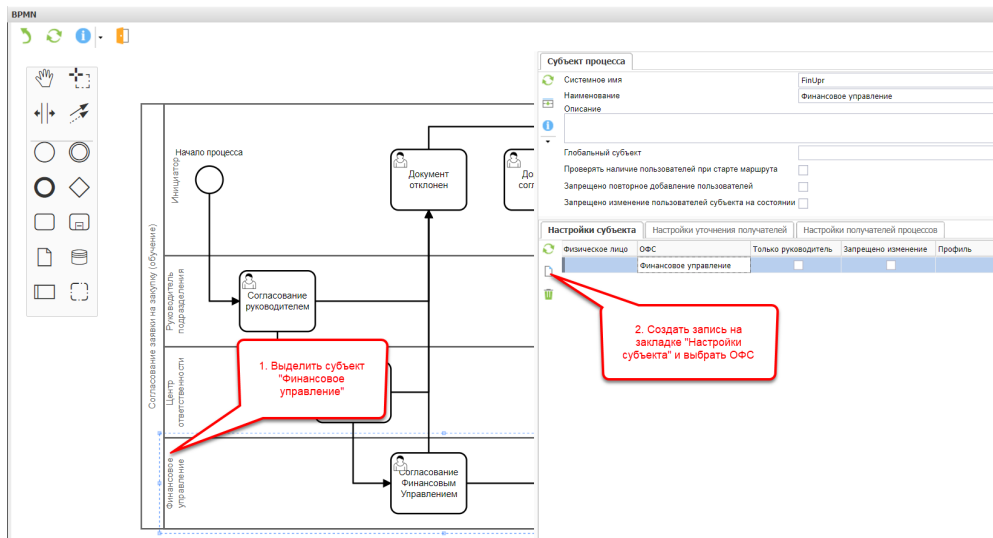 BPMN
Субъект процесса
Системное имя
FinUpr
Наименование
Финансовое управление
Описание
Глобальный субъект
Проверять наличие пользователей при старте маршрута
Запрещено повторное добавление пользователей
Запрещено изменение пользователей субъекта на состоянии
Настройки субъекта
Настройки уточнения получателей
Настройки получателей процессов
Физическое лицо
ОФС
Только руководитель
Запрещено изменение
Профиль
Финансовое управление
2. Создать запись на
закладке "Настройки
субъекта" и выбрать ОФС
Согласование заявки на закупку (обучение)
Инициатор
Начало процесса
Документ
отклонен
Руководитель
подразделения
Согласование
руководителем
Центр
ответственности
1. Выделить субъект
"Финансовое
управление"
Финансовое
управление
Согласование
Финансовым
Управлением